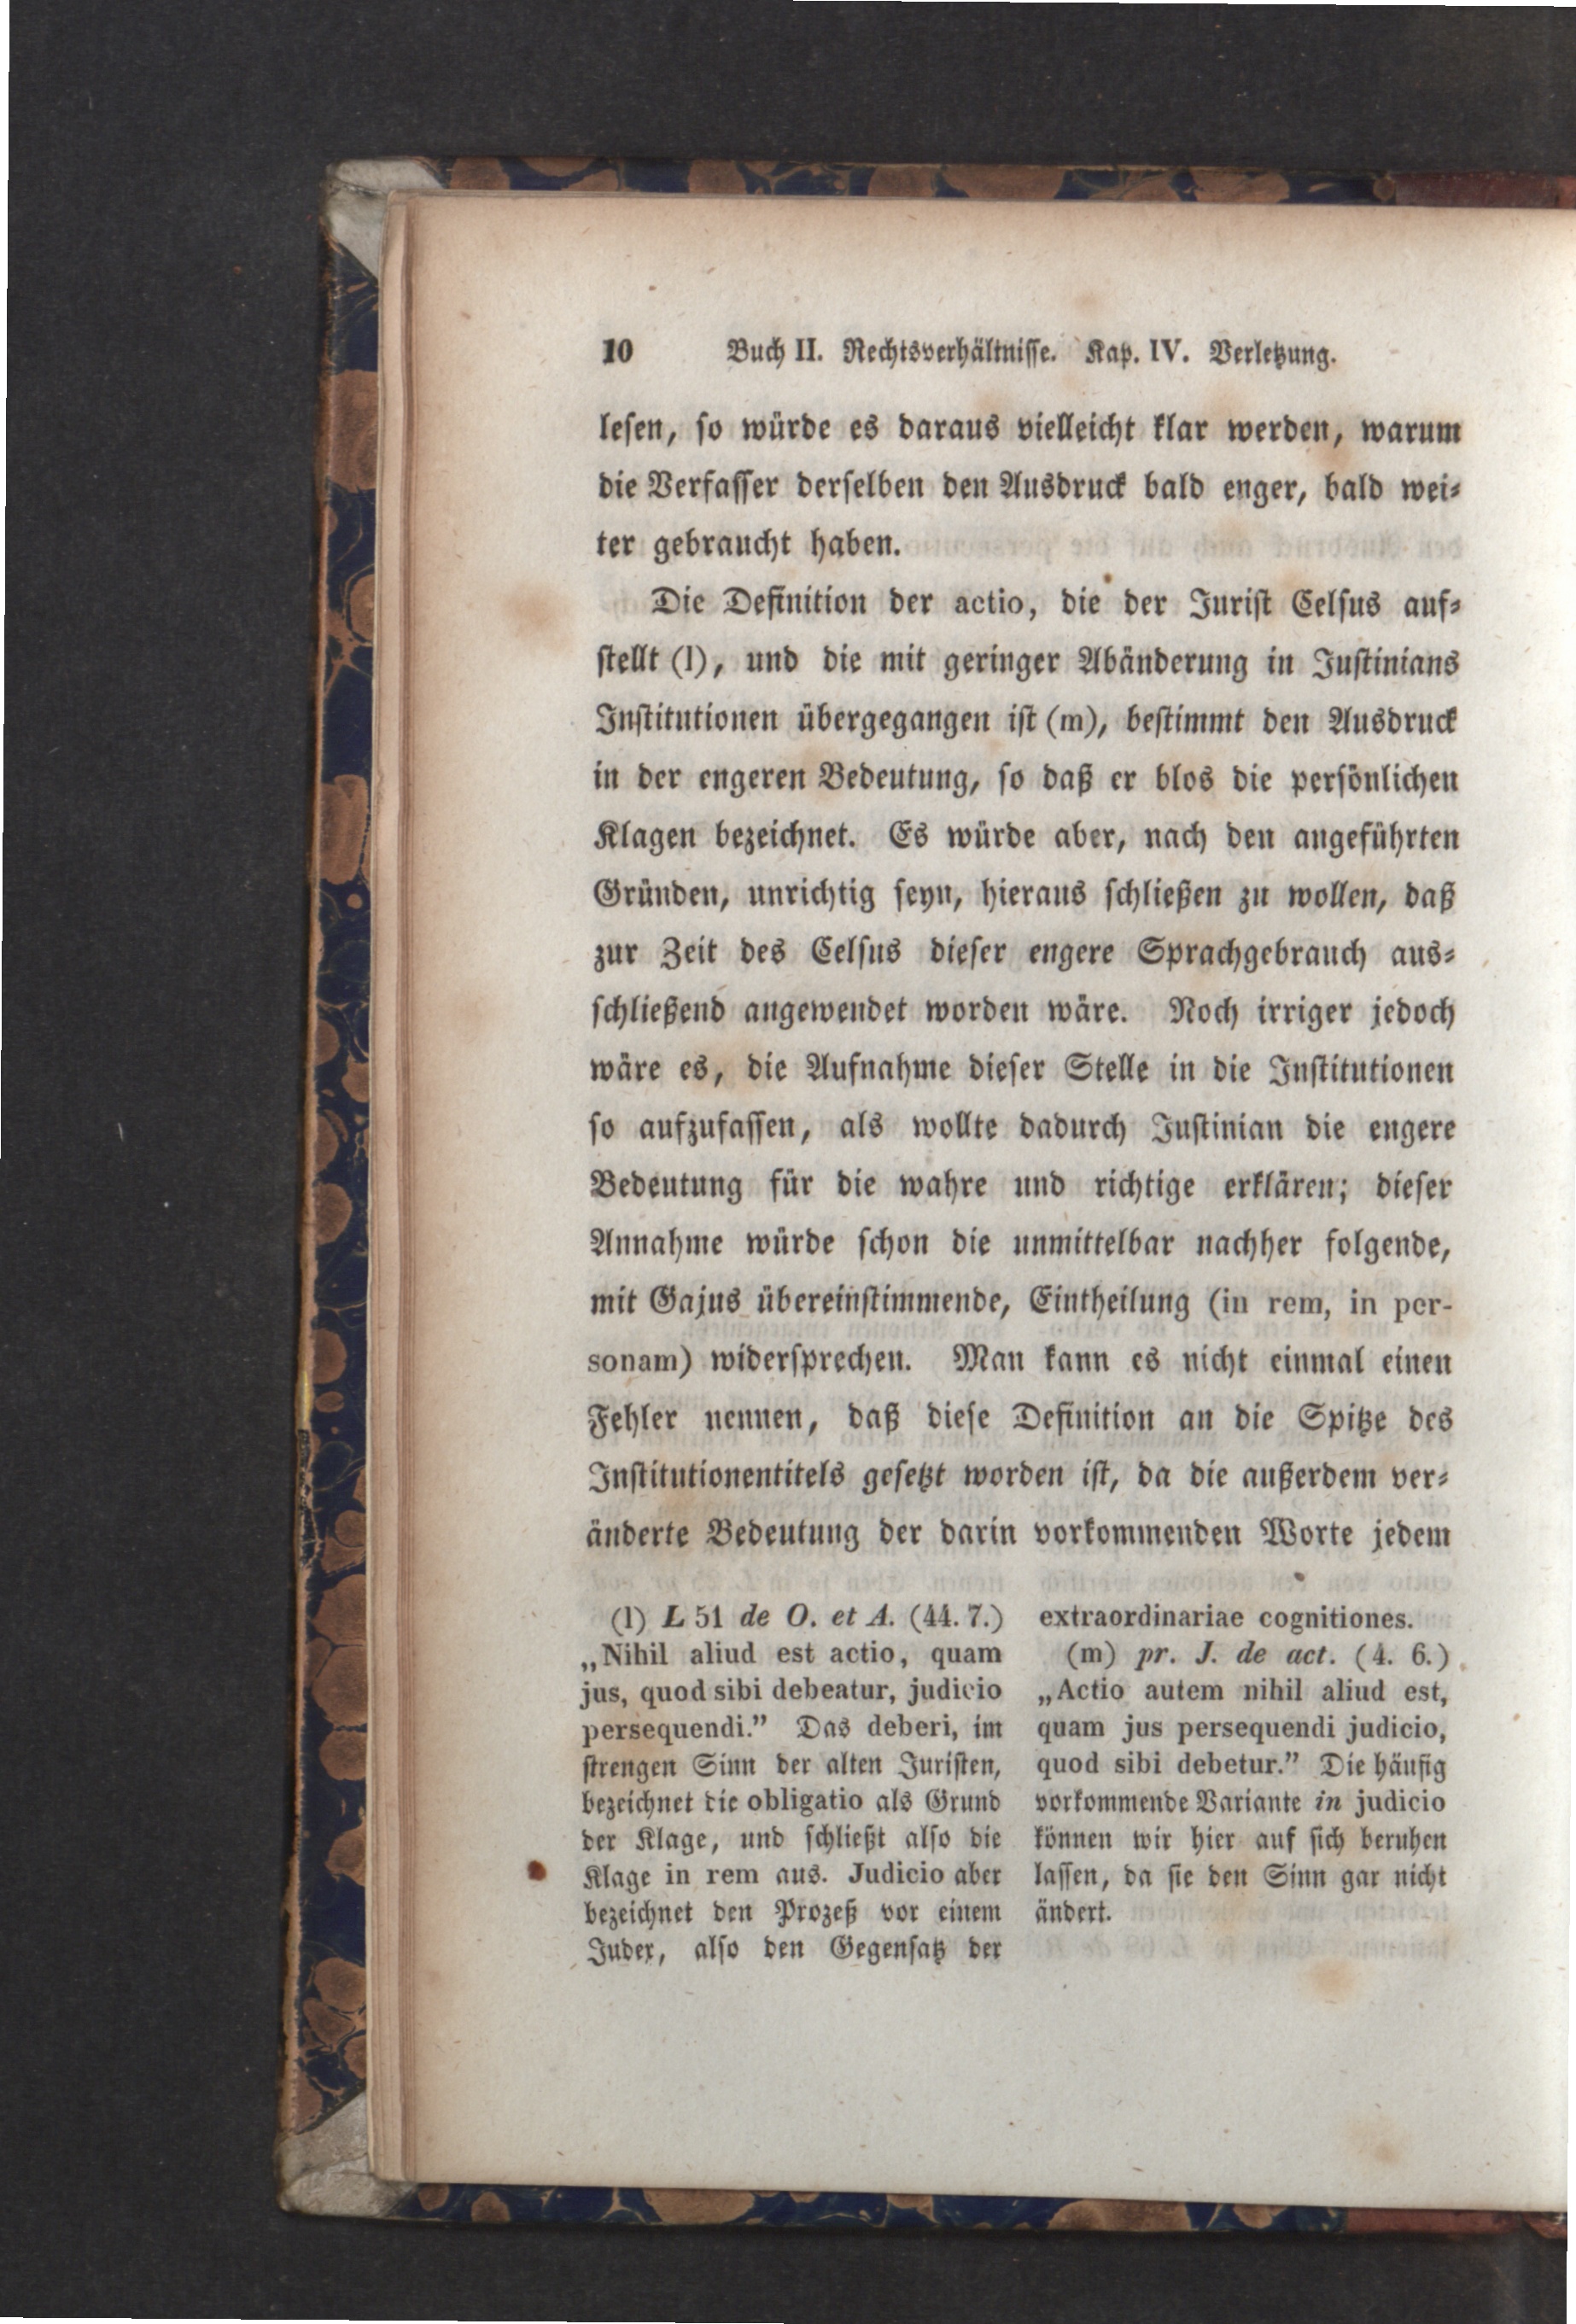 10 Buch II. Rechtsverhältnisse. Kap. IV. Verletzung.
lesen, so würde es daraus vielleicht klar werden, warum
die Verfasser derselben den Ausdruck bald enger, bald wei-
ter gebraucht haben.
Die Definition der actio, die der Jurist Celsus auf-
stellt (l), und die mit geringer Abänderung in Justinians
Institutionen übergegangen ist (m), bestimmt den Ausdruck
in der engeren Bedeutung, so daß er blos die persönlichen
Klagen bezeichnet. Es würde aber, nach den angeführten
Gründen, unrichtig seyn, hieraus schließen zu wollen, daß
zur Zeit des Celsus dieser engere Sprachgebrauch aus-
schließend angewendet worden wäre. Noch irriger jedoch
wäre es, die Aufnahme dieser Stelle in die Institutionen
so aufzufassen, als wollte dadurch Justinian die engere
Bedeutung für die wahre und richtige erklären; dieser
Annahme würde schon die unmittelbar nachher folgende,
mit Gajus übereinstimmende, Eintheilung (in rem, in per-
sonam) widersprechen. Man kann es nicht einmal einen
Fehler nennen, daß diese Definition an die Spitze des
Institutionentitels gesetzt worden ist, da die außerdem ver-
änderte Bedeutung der darin vorkommenden Worte jedem
(l) L 51 de O. et A. (44. 7.)
„Nihil aliud est actio, quam
jus, quod sibi debeatur, judicio
persequendi.” Das deberi, im
strengen Sinn der alten Juristen,
bezeichnet die obligatio als Grund
der Klage, und schließt also die
Klage in rem aus. Judicio aber
bezeichnet den Prozeß vor einem
Judex, also den Gegensatz der
extraordinariae cognitiones.
(m) pr. J. de act. (4. 6.)
„Actio autem nihil aliud est,
quam jus persequendi judicio,
quod sibi debetur.” Die häufig
vorkommende Variante in judicio
können wir hier auf sich beruhen
lassen, da sie den Sinn gar nicht
ändert.